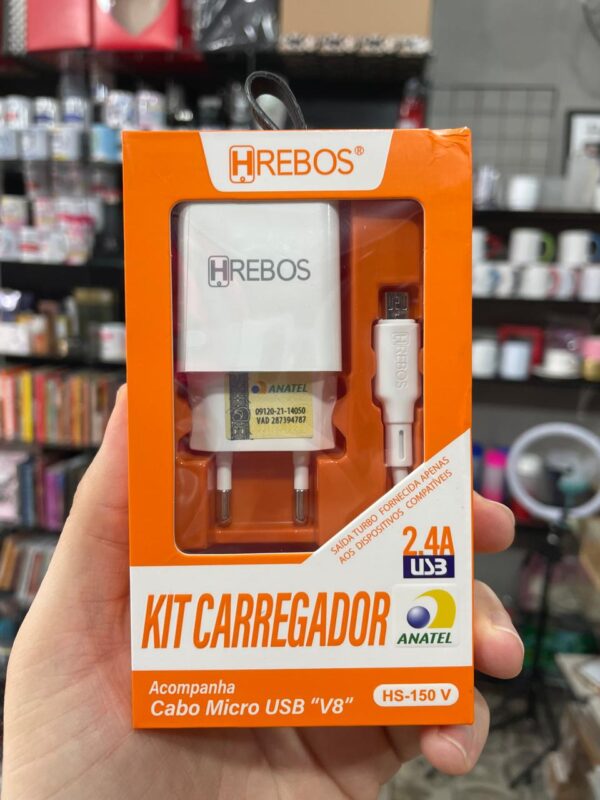 HREBOS®
HREBOS
ANATEL
09120-21-14050
VAD 287394787
HREBOS
SAÍDA TURBO FORNECIDA APENAS
AOS DISPOSITIVOS COMPATÍVEIS
2.4A
USB
KIT CARREGADOR
ANATEL
Acompanha
Cabo Micro USB "V8"
HS-150 V